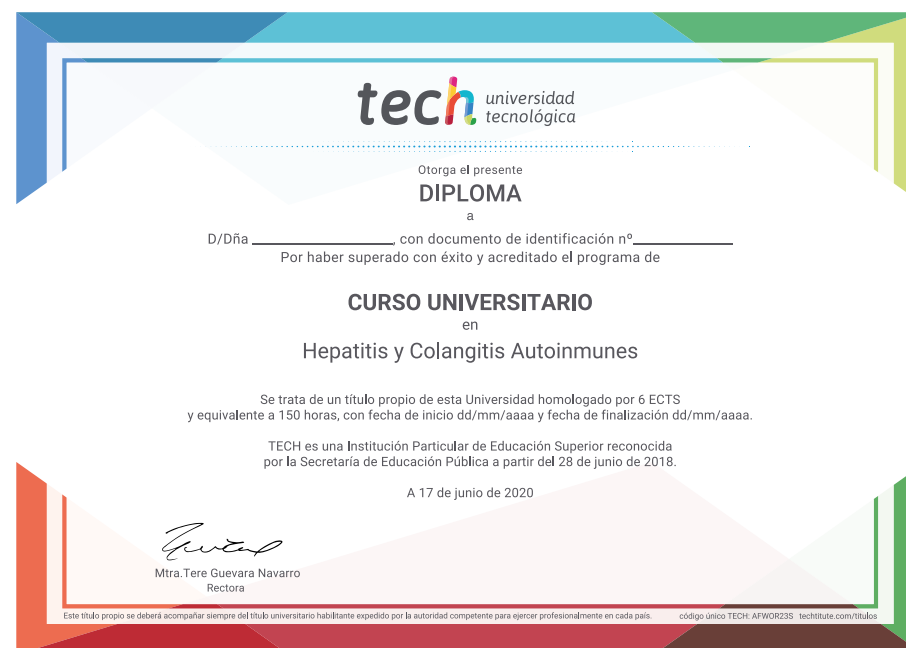 tech universidad
tecnológica
Otorga el presente
DIPLOMA
a
D/Dña ____________________, con documento de identificación nº______________
Por haber superado con éxito y acreditado el programa de
CURSO UNIVERSITARIO
en
Hepatitis y Colangitis Autoinmunes
Se trata de un título propio de esta Universidad homologado por 6 ECTS
y equivalente a 150 horas, con fecha de inicio dd/mm/aaaa y fecha de finalización dd/mm/aaaa.
TECH es una Institución Particular de Educación Superior reconocida
por la Secretaría de Educación Pública a partir del 28 de junio de 2018.
A 17 de junio de 2020
Mtra.Tere Guevara Navarro
Rectora
Este título propio se deberá acompañar siempre del título universitario habilitante expedido por la autoridad competente para ejercer profesionalmente en cada país. código único TECH: AFWOR23S techtitute.com/titulos